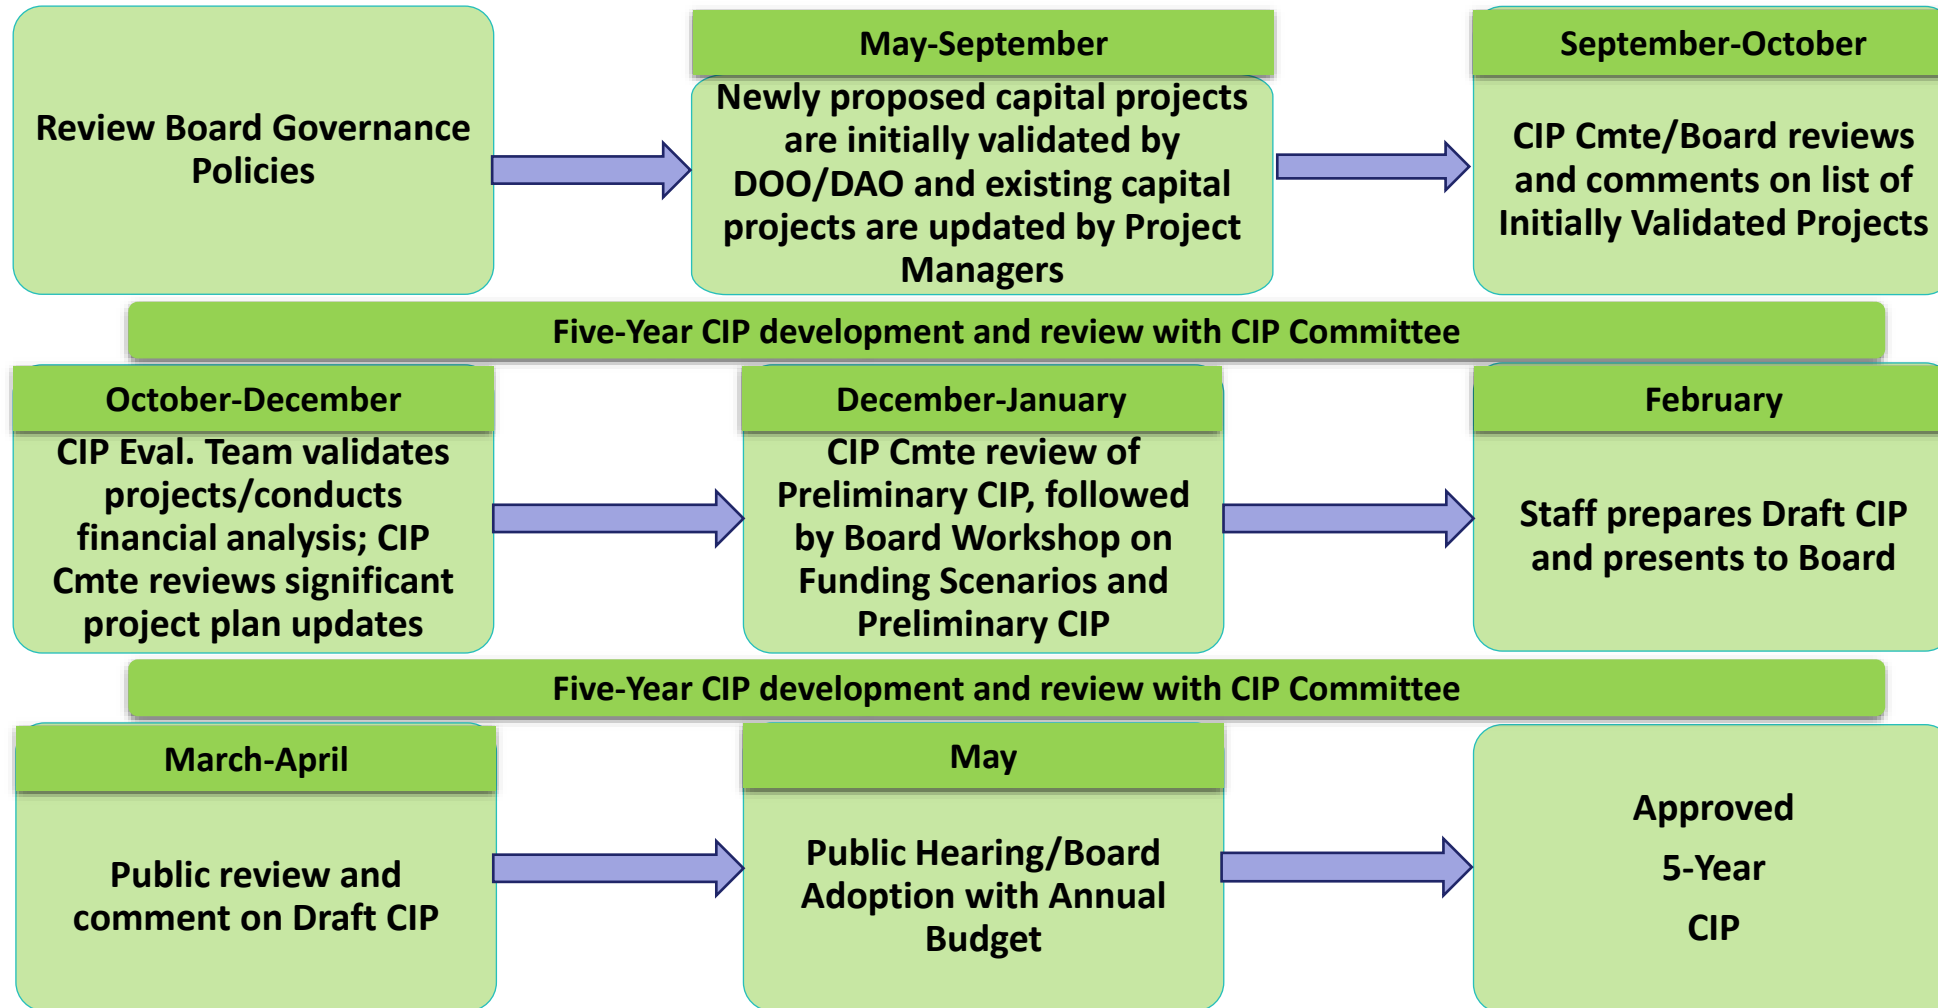 Review Board Governance
Policies
May-September
Newly proposed capital projects
are initially validated by
DOO/DAO and existing capital
projects are updated by Project
Managers
September-October
CIP Cmte/Board reviews
and comments on list of
Initially Validated Projects
Five-Year CIP development and review with CIP Committee
October-December
CIP Eval. Team validates
projects/conducts
financial analysis; CIP
Cmte reviews significant
project plan updates
December-January
CIP Cmte review of
Preliminary CIP, followed
by Board Workshop on
Funding Scenarios and
Preliminary CIP
February
Staff prepares Draft CIP
and presents to Board
Five-Year CIP development and review with CIP Committee
March-April
Public review and
comment on Draft CIP
May
Public Hearing/Board
Adoption with Annual
Budget
Approved
5-Year
CIP